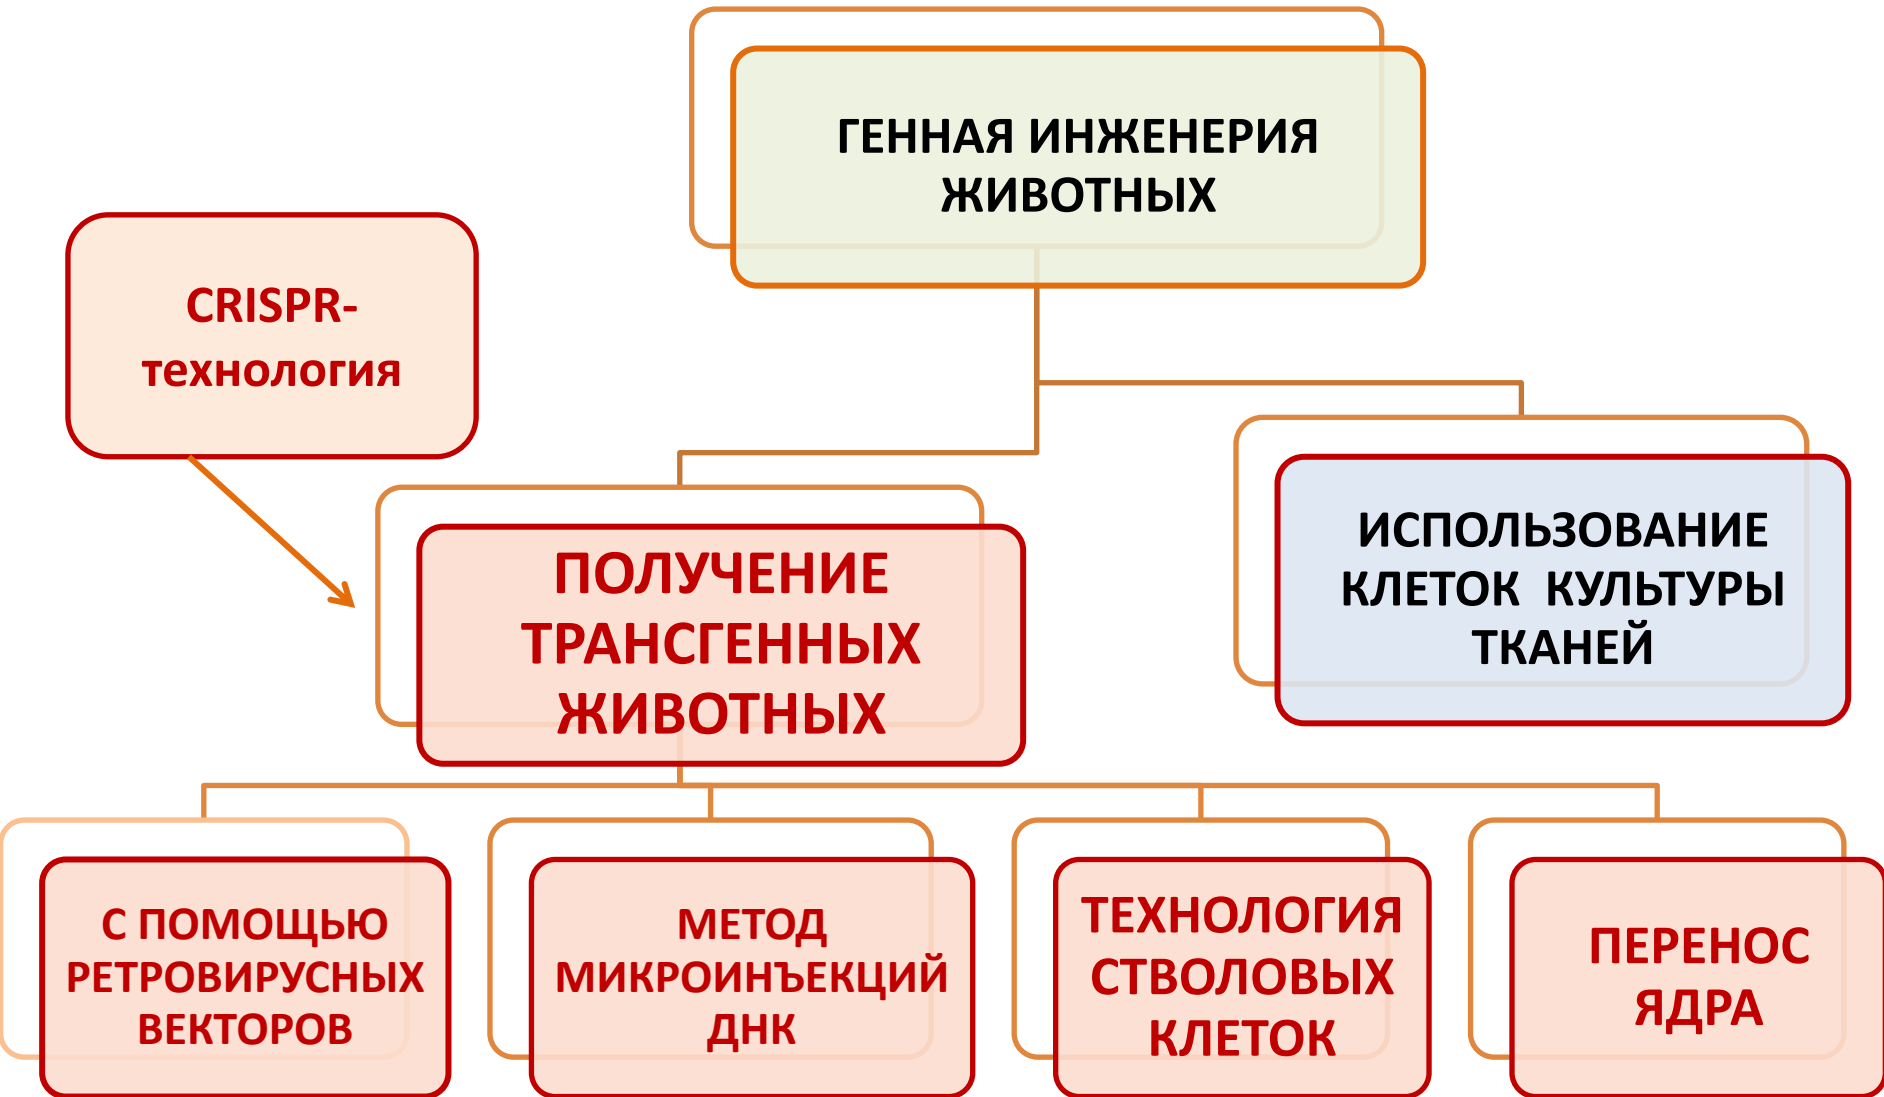 ГЕННАЯ ИНЖЕНЕРИЯ
ЖИВОТНЫХ
CRISPR-
технология
ПОЛУЧЕНИЕ
ТРАНСГЕННЫХ
ЖИВОТНЫХ
ИСПОЛЬЗОВАНИЕ
КЛЕТОК КУЛЬТУРЫ
ТКАНЕЙ
С ПОМОЩЬЮ
РЕТРОВИРУСНЫХ
ВЕКТОРОВ
МЕТОД
МИКРОИНЪЕКЦИЙ
ДНК
ТЕХНОЛОГИЯ
СТВОЛОВЫХ
КЛЕТОК
ПЕРЕНОС
ЯДРА